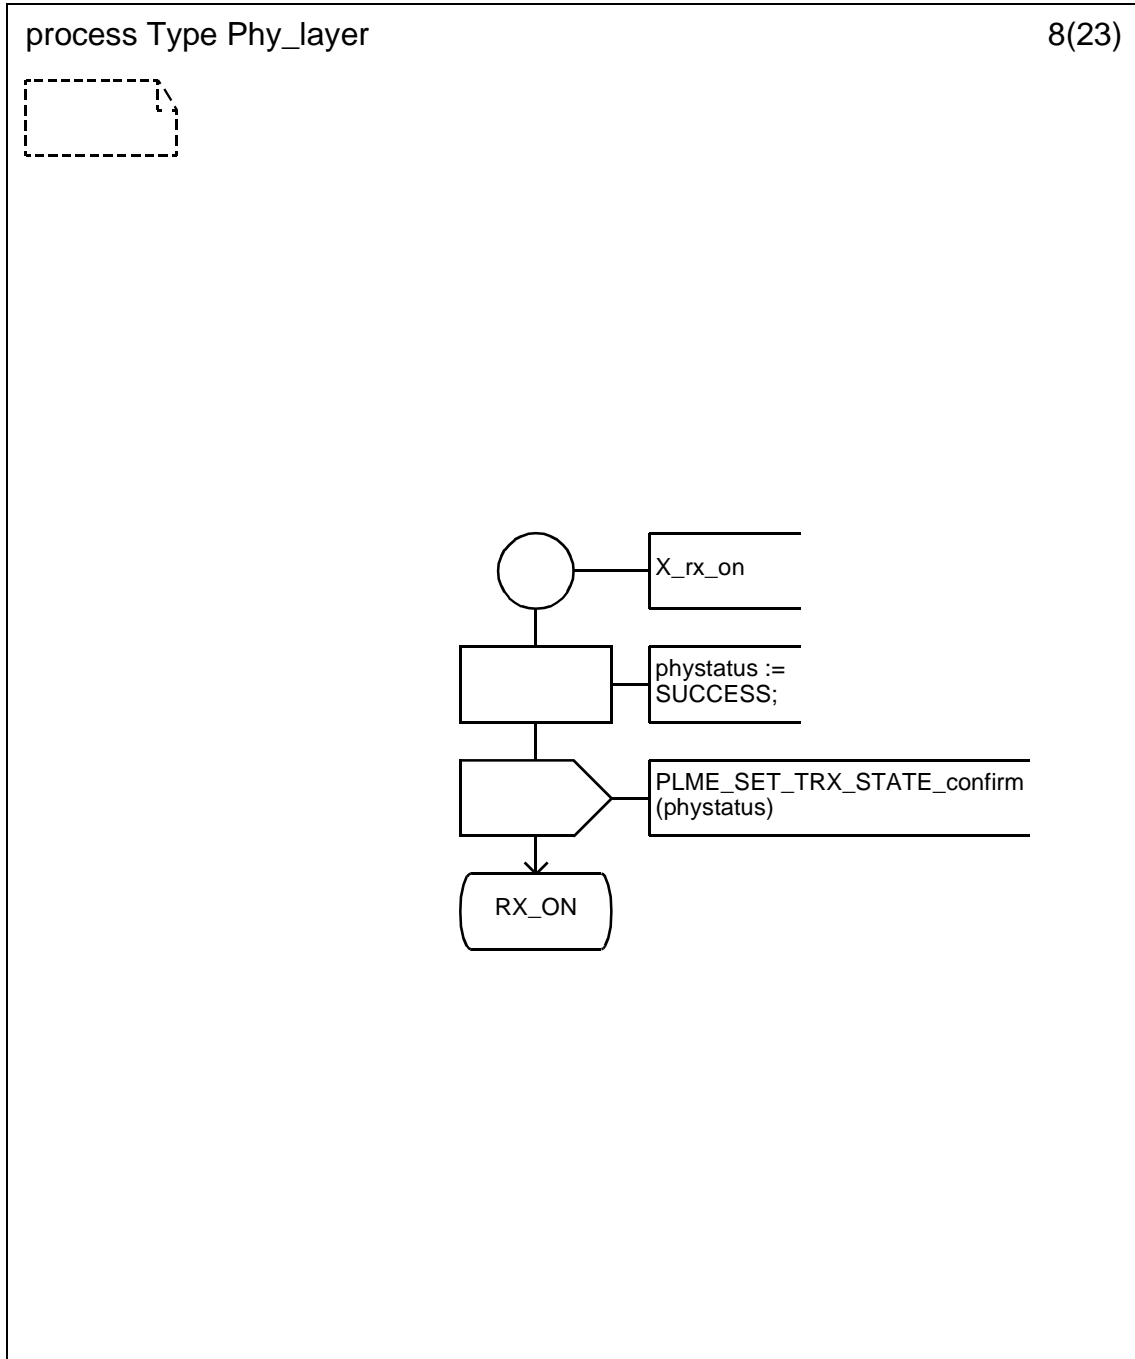 process Type Phy_layer
8(23)
X_rx_on
phystatus :=
SUCCESS;
PLME_SET_TRX_STATE_confirm
(phystatus)
RX_ON